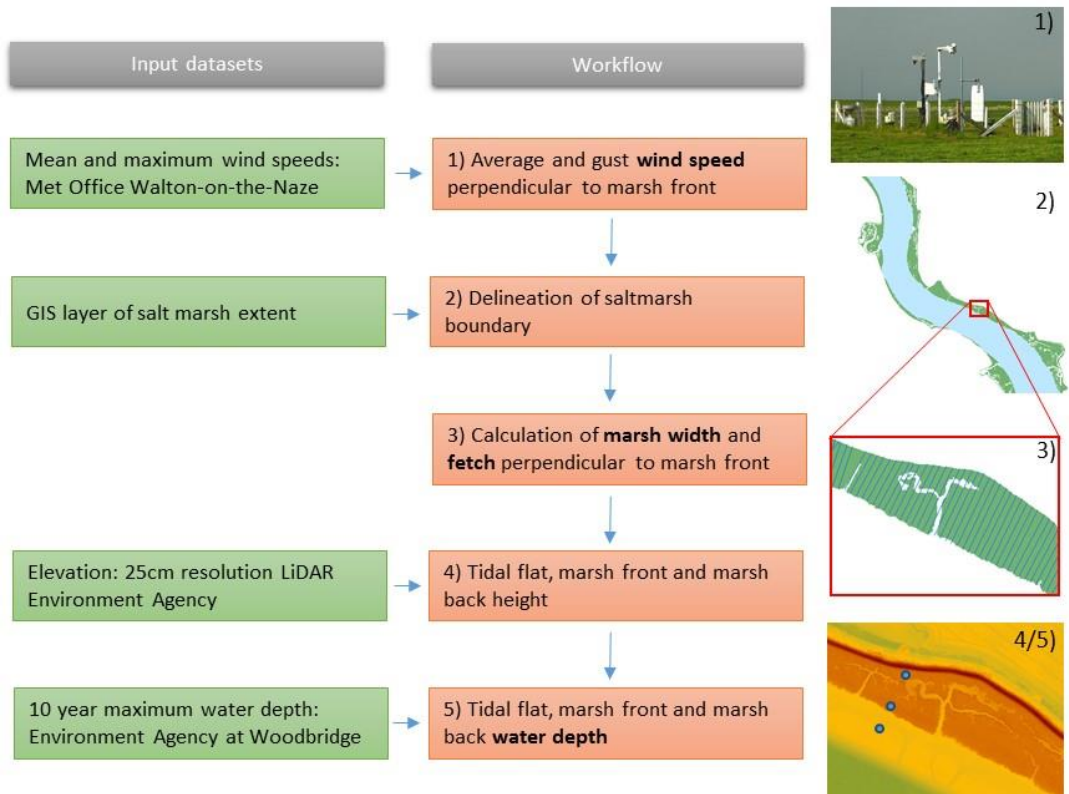 Input datasets
Workflow
1)
Mean and maximum wind speeds:
Met Office Walton-on-the-Naze
1) Average and gust wind speed
perpendicular to marsh front
2)
GIS layer of salt marsh extent
2) Delineation of saltmarsh
boundary
3) Calculation of marsh width and
fetch perpendicular to marsh front
3)
Elevation: 25cm resolution LiDAR
Environment Agency
4) Tidal flat, marsh front and marsh
back height
4/5)
10 year maximum water depth:
Environment Agency at Woodbridge
5) Tidal flat, marsh front and marsh
back water depth